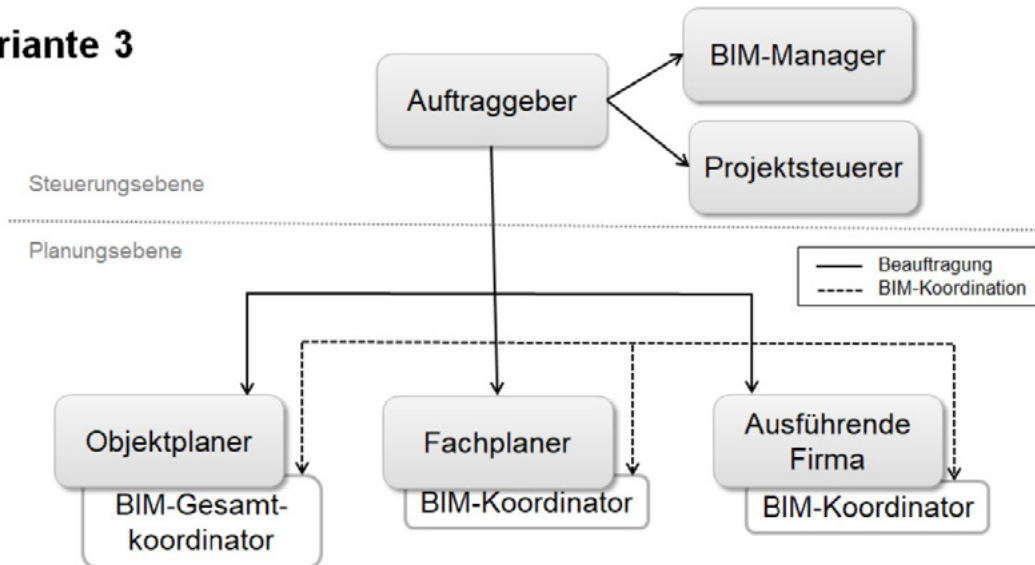 riante 3
BIM-Manager
Auftraggeber
Projektsteuerer
Steuerungsebene
Planungsebene
Beauftragung
BIM-Koordination
Objektplaner
Fachplaner
Ausführende
Firma
BIM-Gesamt-
koordinator
BIM-Koordinator
BIM-Koordinator